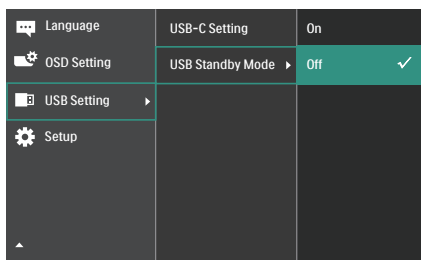 Language
OSD Setting
USB Setting
Setup
USB-C Setting
USB Standby Mode
On
Off